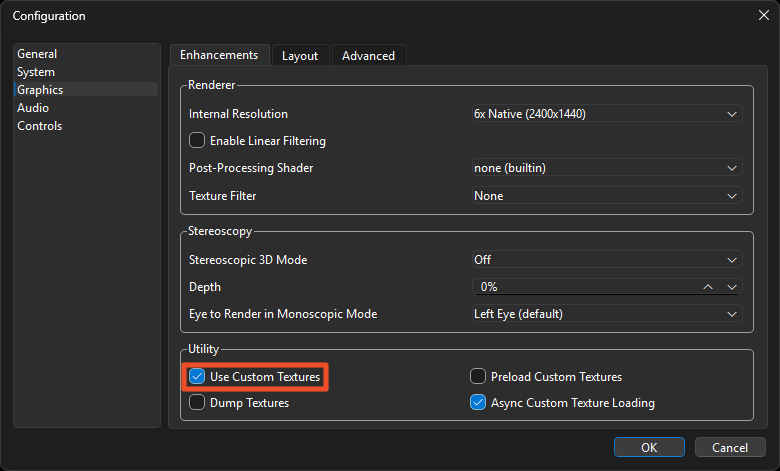 Configuration
General
System
Graphics
Audio
Controls
Enhancements Layout Advanced
Renderer
Internal Resolution 6x Native (2400x1440)
Enable Linear Filtering
Post-Processing Shader none (builtin)
Texture Filter None
Stereoscopy
Stereoscopic 3D Mode Off
Depth 0%
Eye to Render in Monoscopic Mode Left Eye (default)
Utility
Use Custom Textures Preload Custom Textures
Dump Textures Async Custom Texture Loading
OK Cancel